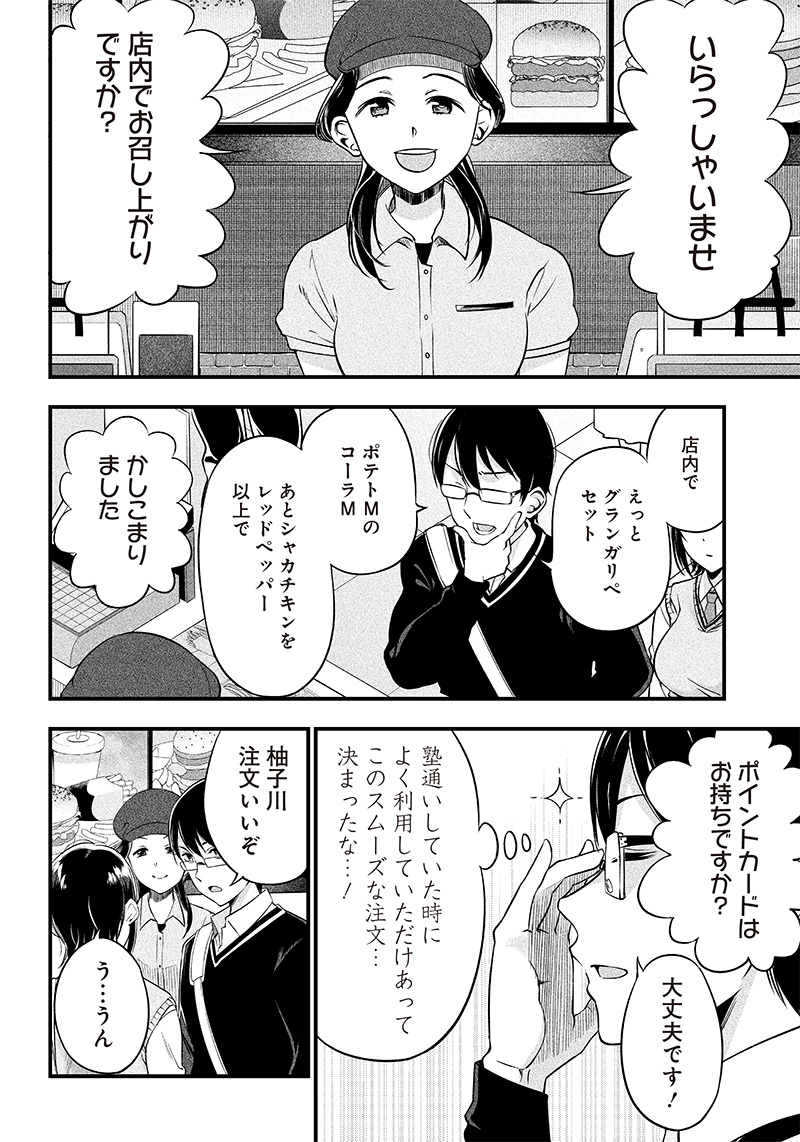 いらっしゃいませ
店内でお召し上がり
ですか？
店内で
えっと
グランガリペ
セット
ポテトMの
コーラM
あとシャカチキンを
レッドペッパー
以上で
かしこまり
ました
ポイントカードは
お持ちですか？
大丈夫です！
塾通いしていた時に
よく利用していただけあって
このスムーズな注文…
決まったな…！
柚子川
注文いいぞ
う…うん